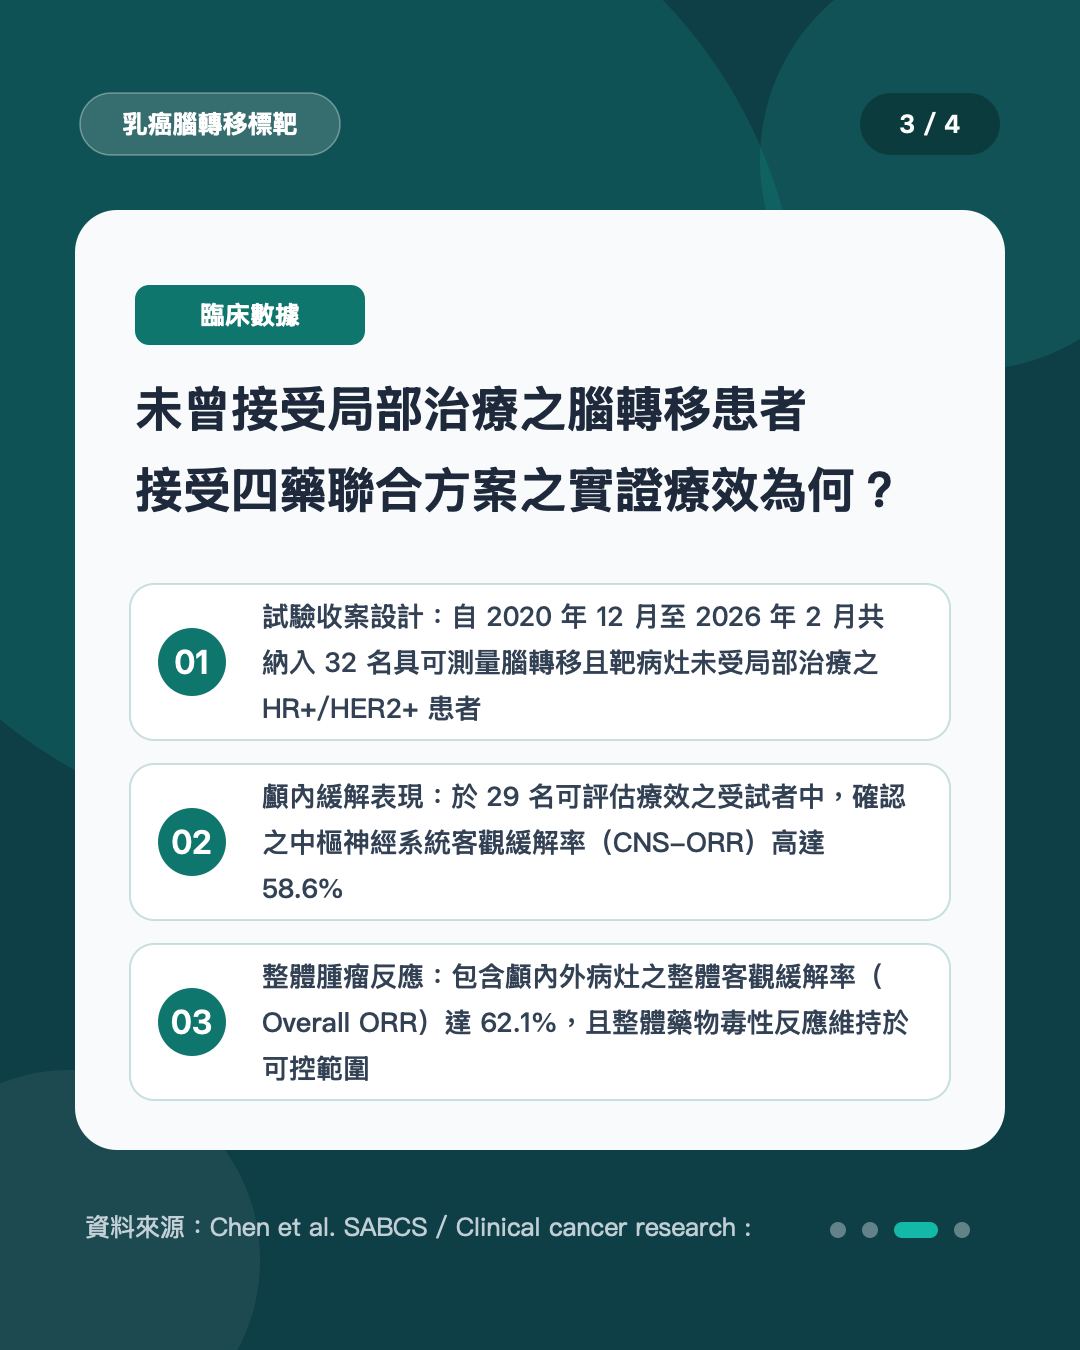 乳癌腦轉移標靶
3 / 4
臨床數據
未曾接受局部治療之腦轉移患者
接受四藥聯合方案之實證療效為何？
01
試驗收案設計：自 2020 年 12 月至 2026 年 2 月共
納入 32 名具可測量腦轉移且靶病灶未受局部治療之
HR+/HER2+ 患者
02
顱內緩解表現：於 29 名可評估療效之受試者中，確認
之中樞神經系統客觀緩解率（CNS-ORR）高達
58.6%
03
整體腫瘤反應：包含顱內外病灶之整體客觀緩解率（
Overall ORR）達 62.1%，且整體藥物毒性反應維持於
可控範圍
資料來源：Chen et al. SABCS / Clinical cancer research :